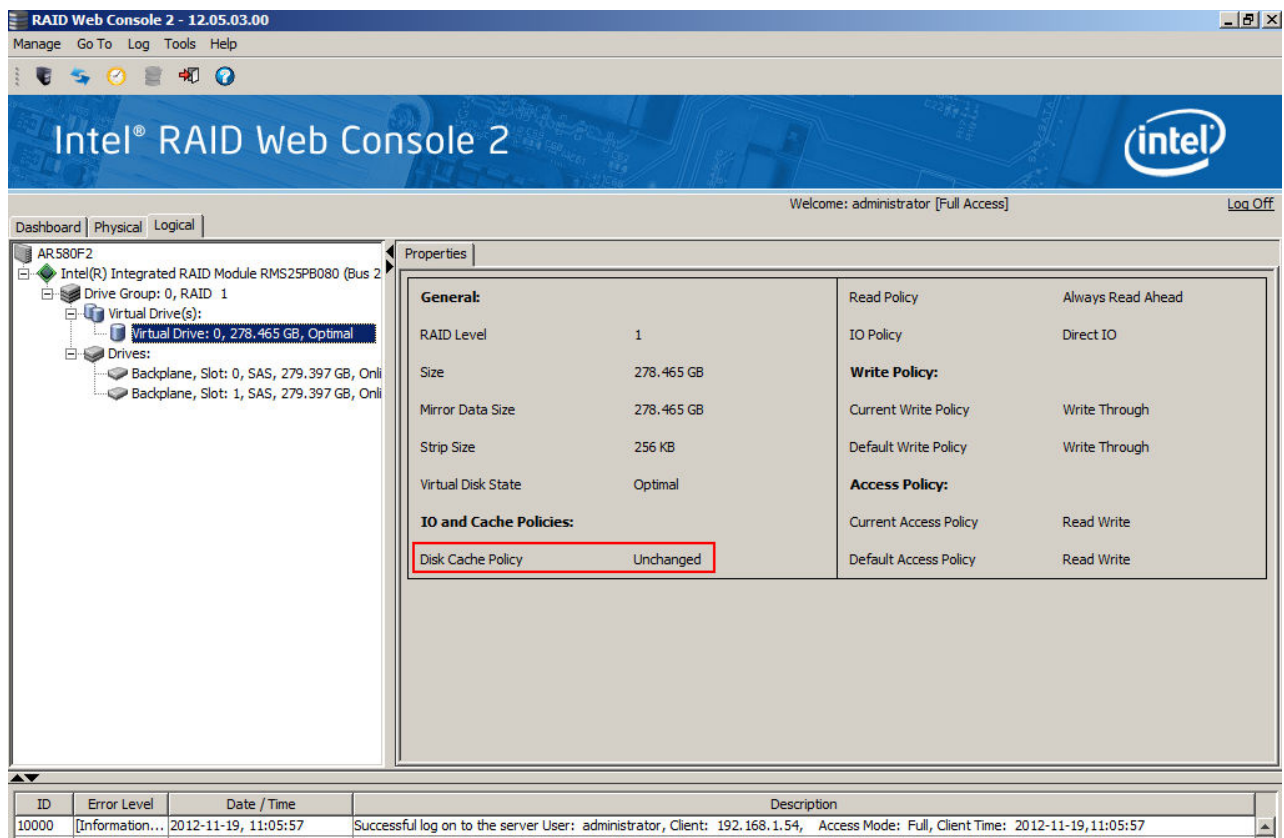 RAID Web Console 2 - 12.05.03.00
Manage Go To Log Tools Help
Intel® RAID Web Console 2
intel
Welcome: administrator [Full Access]
Log Off
Dashboard Physical Logical
AR580F2
Intel(R) Integrated RAID Module RMS25PB080 (Bus 2
Drive Group: 0, RAID 1
Virtual Drive(s):
Virtual Drive: 0, 278.465 GB, Optimal
Drives:
Backplane, Slot: 0, SAS, 279.397 GB, Onli
Backplane, Slot: 1, SAS, 279.397 GB, Onli
Properties
General:
RAID Level 1
Size 278.465 GB
Mirror Data Size 278.465 GB
Strip Size 256 KB
Virtual Disk State Optimal
IO and Cache Policies:
Disk Cache Policy Unchanged
Read Policy Always Read Ahead
IO Policy Direct IO
Write Policy:
Current Write Policy Write Through
Default Write Policy Write Through
Access Policy:
Current Access Policy Read Write
Default Access Policy Read Write
ID Error Level Date / Time Description
10000 [Information... 2012-11-19, 11:05:57 Successful log on to the server User: administrator, Client: 192.168.1.54, Access Mode: Full, Client Time: 2012-11-19,11:05:57